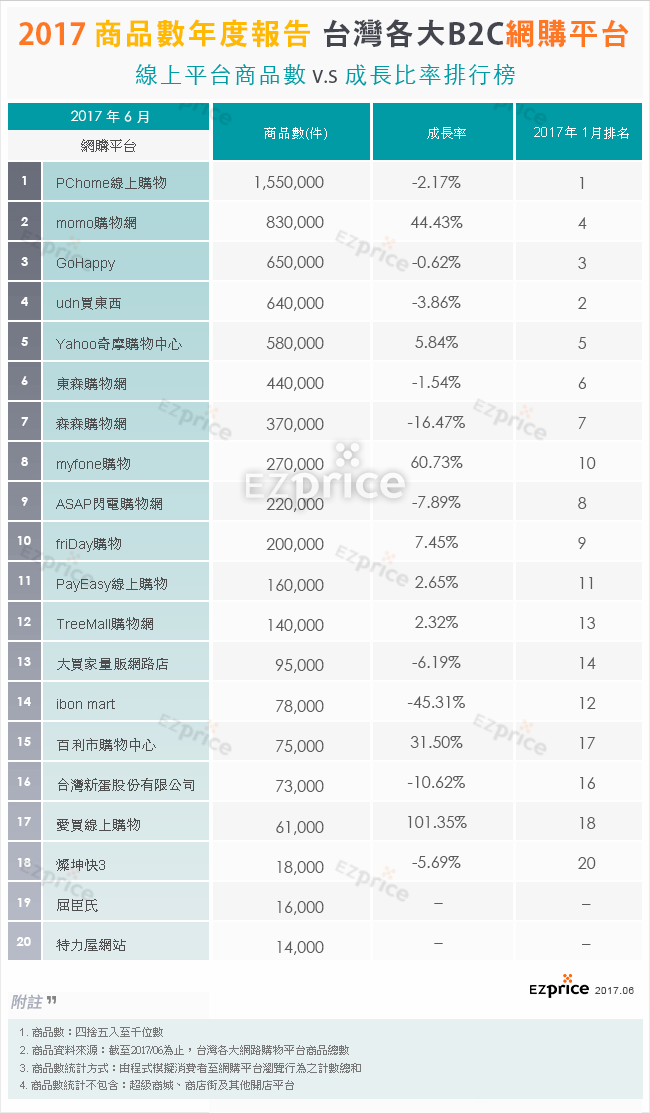 2017 商品數年度報告 台灣各大B2C網購平台
線上平台商品數 v.s 成長比率排行榜
2017 年 6 月
網購平台 商品數(件) 成長率 2017年 1月排名
1 PChome線上購物 1,550,000 -2.17% 1
2 momo購物網 830,000 44.43% 4
3 GoHappy 650,000 -0.62% 3
4 udn買東西 640,000 -3.86% 2
5 Yahoo奇摩購物中心 580,000 5.84% 5
6 東森購物網 440,000 -1.54% 6
7 森森購物網 370,000 -16.47% 7
8 myfone購物 270,000 60.73% 10
9 ASAP閃電購物網 220,000 -7.89% 8
10 friDay購物 200,000 7.45% 9
11 PayEasy線上購物 160,000 2.65% 11
12 TreeMall購物網 140,000 2.32% 13
13 大買家量販網路店 95,000 -6.19% 14
14 ibon mart 78,000 -45.31% 12
15 百利市購物中心 75,000 31.50% 17
16 台灣新蛋股份有限公司 73,000 -10.62% 16
17 愛買線上購物 61,000 101.35% 18
18 燦坤快3 18,000 -5.69% 20
19 屈臣氏 16,000 – –
20 特力屋網站 14,000 – –
EZprice 2017.06
附註 ❞
1. 商品數：四捨五入至千位數
2. 商品資料來源：截至2017/06為止，台灣各大網路購物平台商品總數
3. 商品數統計方式：由程式模擬消費者至網購平台瀏覽行為之計數總和
4. 商品數統計不包含：超級商城、商店街及其他開店平台